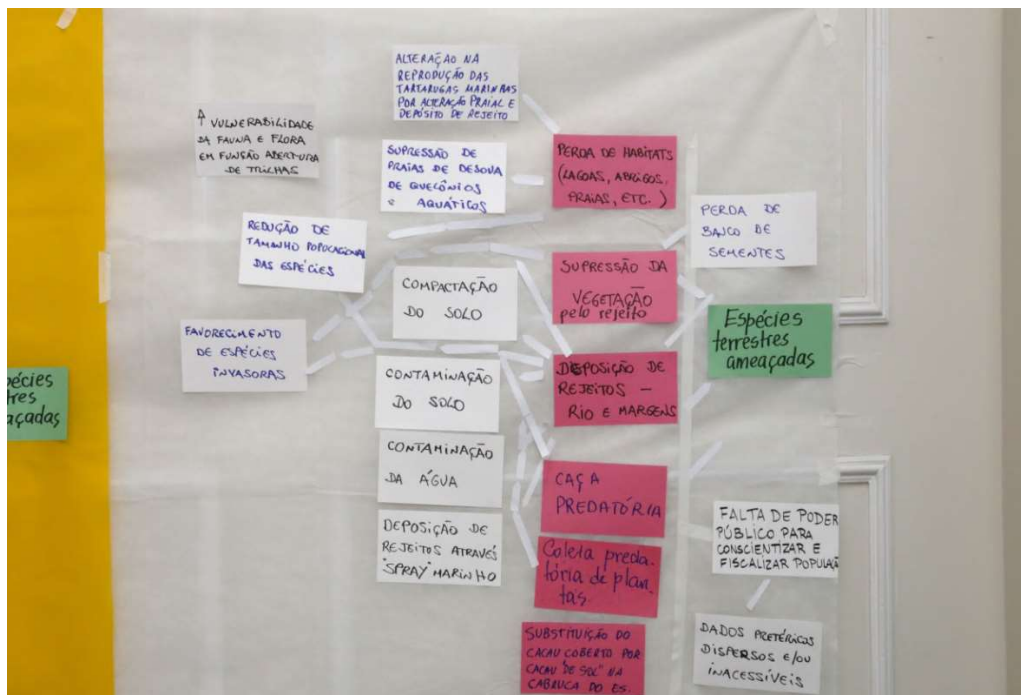 ALTERAÇÃO NA
REPRODUÇÃO DAS
TARTARUGAS MARINHAS
POR ALTERAÇÃO PRAIAL E
DEPÓSITO DE REJEITO
↑ VULNERABILIDADE
DA FAUNA E FLORA
EM FUNÇÃO ABERTURA
DE TRILHAS
SUPRESSÃO DE
PRAIAS DE DESOVA
DE QUELÔNIOS
AQUÁTICOS
PERDA DE HABITATS
(LAGOAS, ABRIGOS,
PRAIAS, ETC.)
REDUÇÃO DE
TAMANHO POPULACIONAL
DAS ESPÉCIES
PERDA DE
BANCO DE
SEMENTES
COMPACTAÇÃO
DO SOLO
SUPRESSÃO DA
VEGETAÇÃO
pelo rejeito
FAVORECIMENTO
DE ESPÉCIES
INVASORAS
Espécies
terrestres
ameaçadas
CONTAMINAÇÃO
DO SOLO
DISPOSIÇÃO DE
REJEITOS —
RIO E MARGENS
pécies
tres
açadas
CONTAMINAÇÃO
DA ÁGUA
CAÇA
PREDATÓRIA
DEPOSIÇÃO DE
REJEITOS ATRAVÉS
"SPRAY" MARINHO
Coleta preda-
tória de plan-
tas.
FALTA DE PODER
PÚBLICO PARA
CONSCIENTIZAR E
FISCALIZAR POPULAÇÃ
SUBSTITUIÇÃO DO
CACAU COBERTO POR
CACAU "DE SOL" NA
CABRUCA DO ES.
DADOS PRETÉRITOS
DISPERSOS E/OU
INACESSÍVEIS